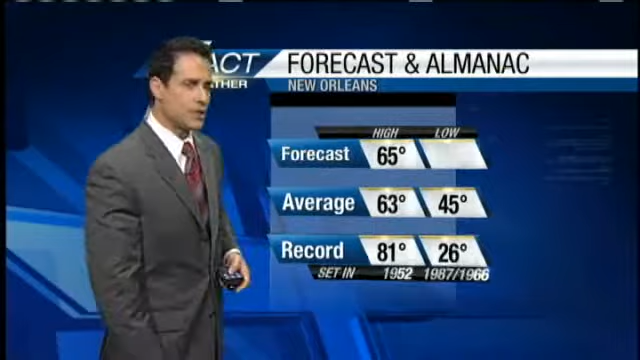 ACT
THER
FORECAST & ALMANAC
NEW ORLEANS
HIGH LOW
Forecast 65°
Average 63° 45°
Record 81° 26°
SET IN 1952 1987/1966